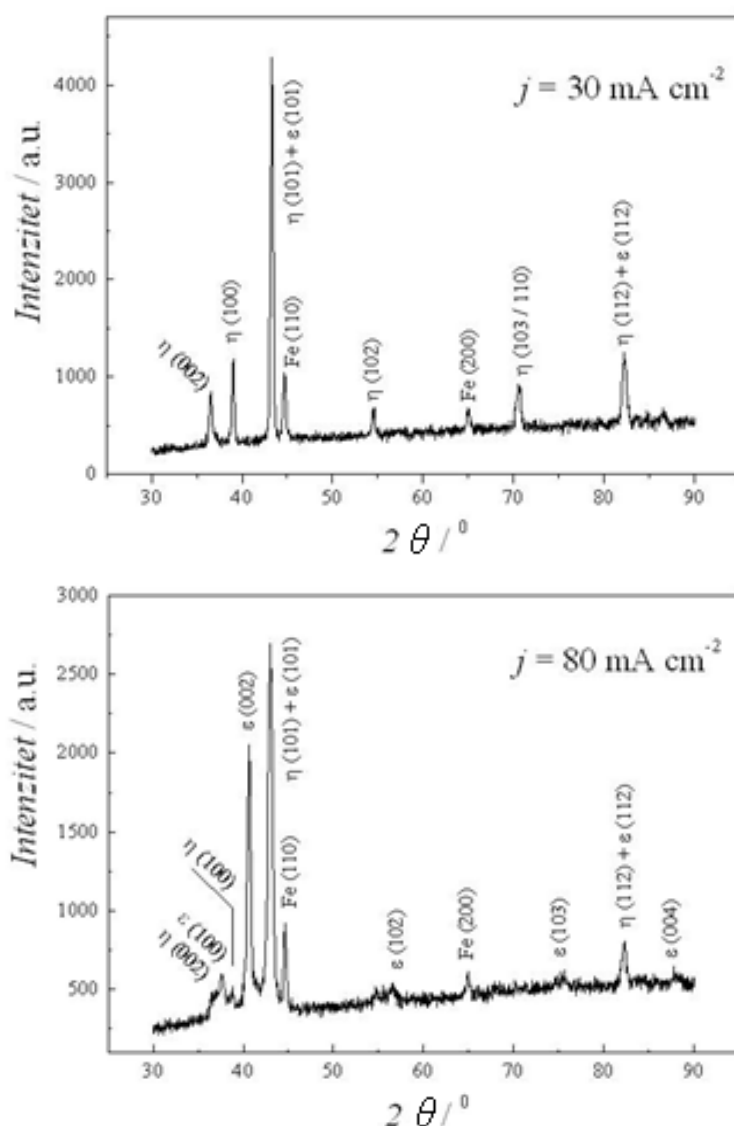 4000
3000
2000
1000
0
30 40 50 60 70 80 90
Intenzitet / a.u.
2 θ / ⁰
j = 30 mA cm⁻²
η (002)
η (100)
η (101) + ε (101)
Fe (110)
η (102)
Fe (200)
η (103 / 110)
η (112) + ε (112)
3000
2500
2000
1500
1000
500
30 40 50 60 70 80 90
Intenzitet / a.u.
2 θ / ⁰
j = 80 mA cm⁻²
η (002)
ε (100)
η (100)
ε (002)
η (101) + ε (101)
Fe (110)
ε (102)
Fe (200)
ε (103)
η (112) + ε (112)
ε (004)